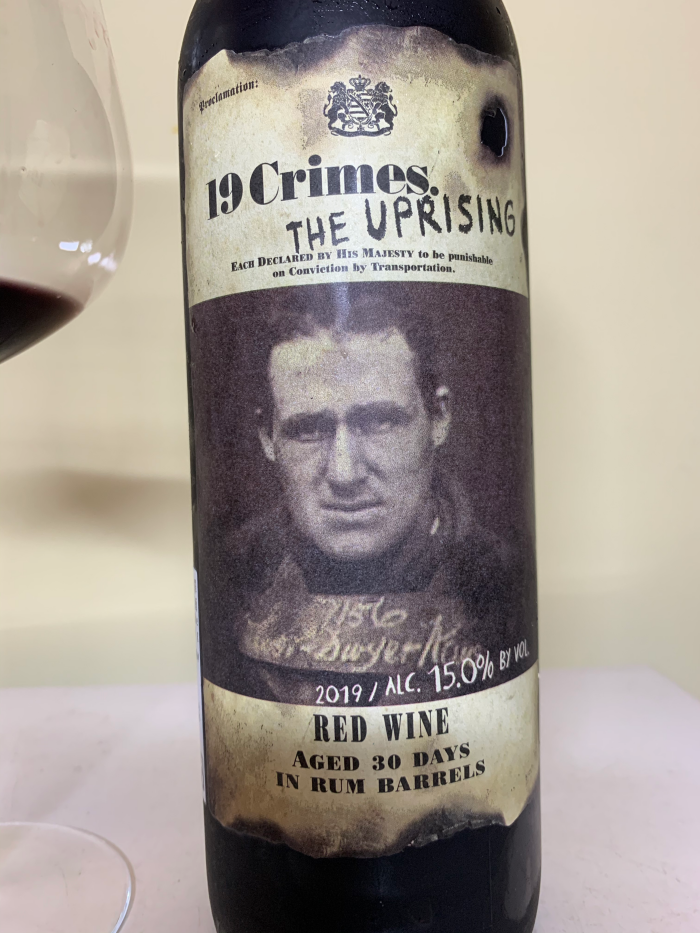 Proclamation:
19 Crimes.
THE UPRISING
EACH DECLARED BY HIS MAJESTY to be punishable
on Conviction by Transportation.
7156
Dwyer
2019 / ALC. 15.0% BY VOL
RED WINE
AGED 30 DAYS
IN RUM BARRELS